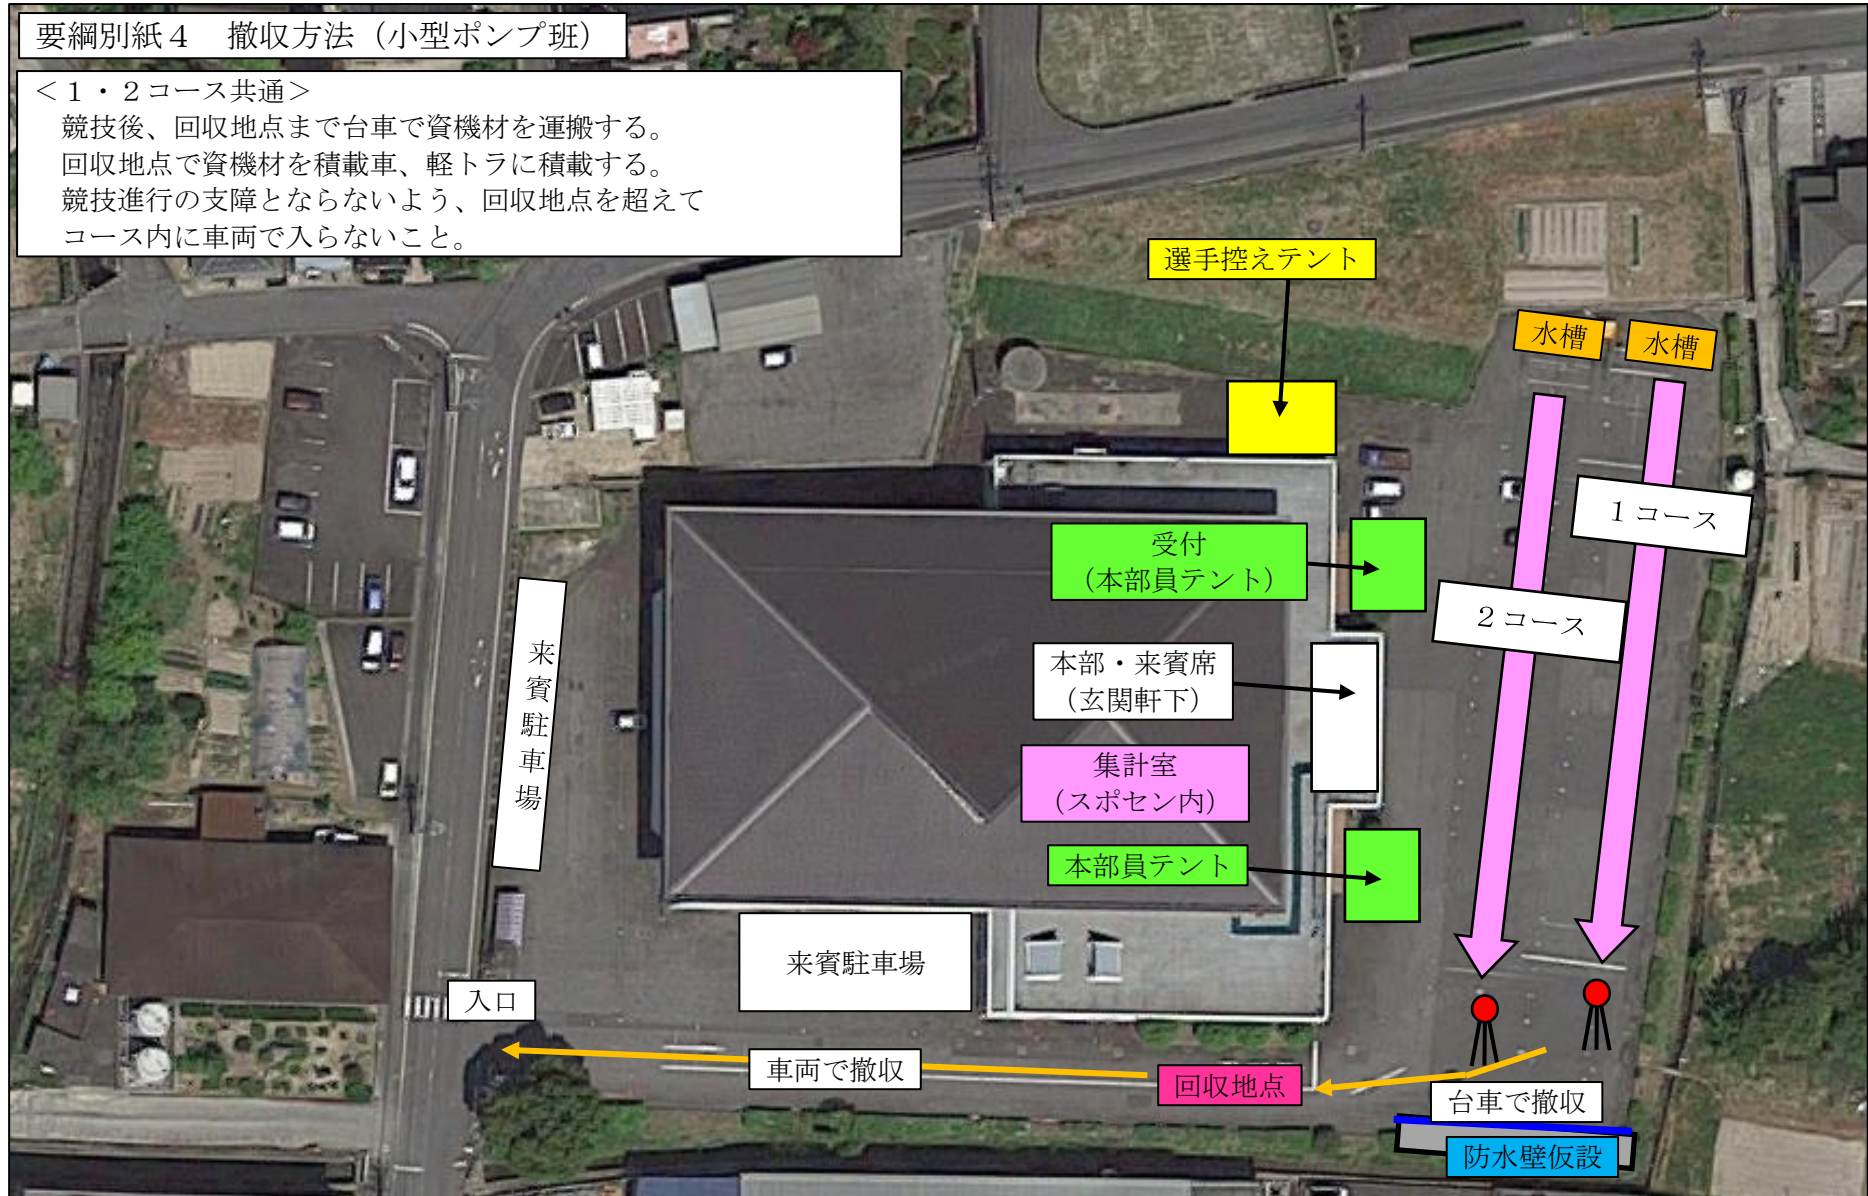 要綱別紙４　撤収方法（小型ポンプ班）
＜１・２コース共通＞
競技後、回収地点まで台車で資機材を運搬する。
回収地点で資機材を積載車、軽トラに積載する。
競技進行の支障とならないよう、回収地点を超えて
コース内に車両で入らないこと。
選手控えテント
水槽
水槽
１コース
２コース
受付
（本部員テント）
本部・来賓席
（玄関軒下）
集計室
（スポセン内）
本部員テント
来賓駐車場
来賓駐車場
入口
車両で撤収
回収地点
台車で撤収
防水壁仮設